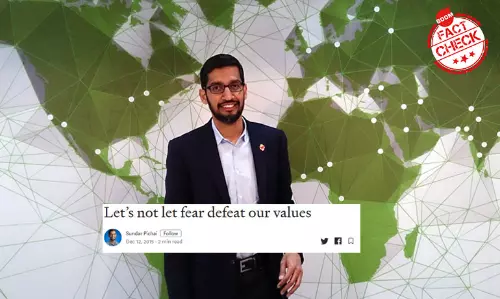 BOOM
FACT
CHECK
Let's not let fear defeat our values
Sundar Pichai Follow
Dec 12, 2015 · 2 min read